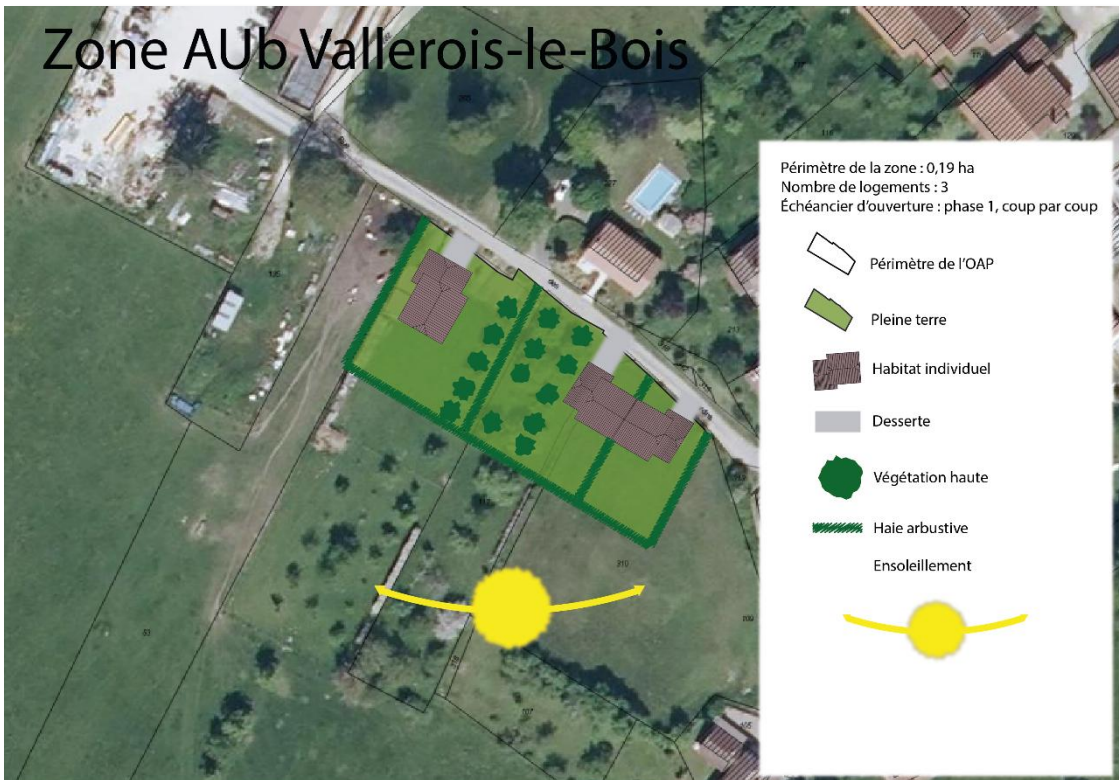 Zone AUb Vallerois-le-Bois
Périmètre de la zone : 0,19 ha
Nombre de logements : 3
Échéancier d'ouverture : phase 1, coup par coup
Périmètre de l'OAP
Pleine terre
Habitat individuel
Desserte
Végétation haute
Haie arbustive
Ensoleillement